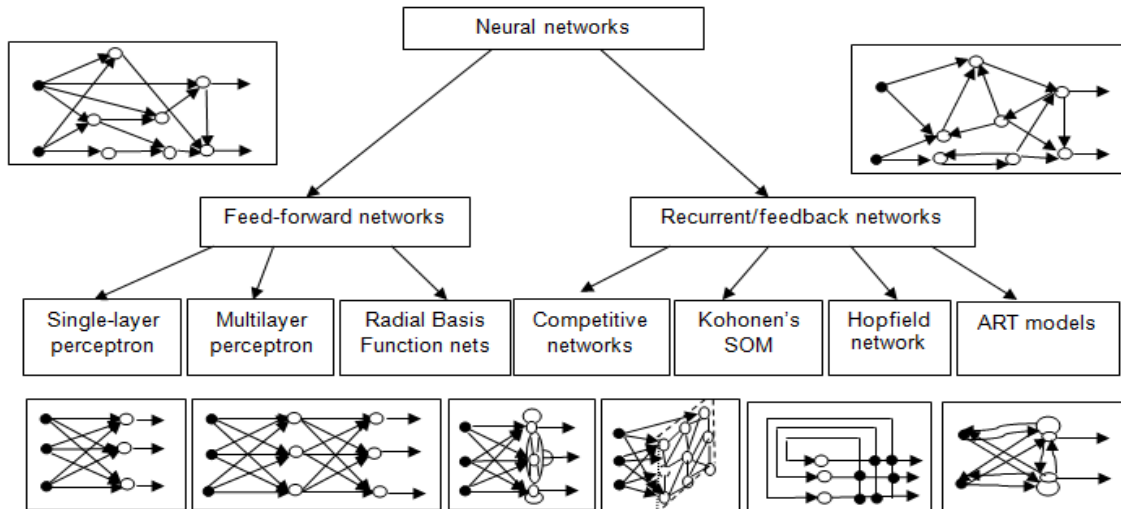 Neural networks
Feed-forward networks
Recurrent/feedback networks
Single-layer
perceptron
Multilayer
perceptron
Radial Basis
Function nets
Competitive
networks
Kohonen's
SOM
Hopfield
network
ART models